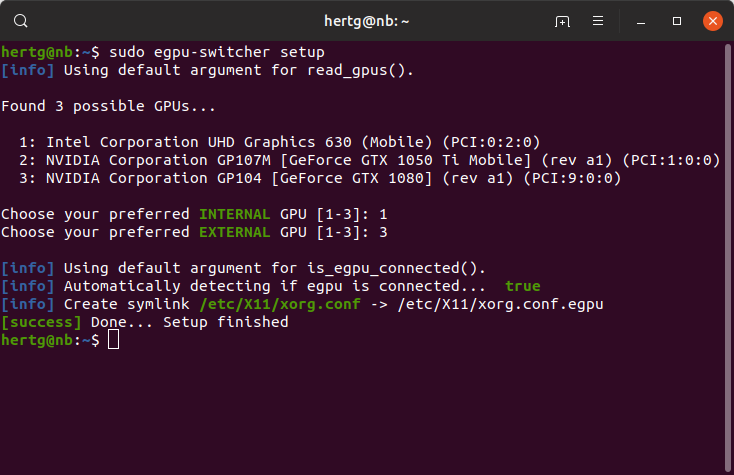 hertg@nb: ~
hertg@nb:~$ sudo egpu-switcher setup
[info] Using default argument for read_gpus().
Found 3 possible GPUs...
1: Intel Corporation UHD Graphics 630 (Mobile) (PCI:0:2:0)
2: NVIDIA Corporation GP107M [GeForce GTX 1050 Ti Mobile] (rev a1) (PCI:1:0:0)
3: NVIDIA Corporation GP104 [GeForce GTX 1080] (rev a1) (PCI:9:0:0)
Choose your preferred INTERNAL GPU [1-3]: 1
Choose your preferred EXTERNAL GPU [1-3]: 3
[info] Using default argument for is_egpu_connected().
[info] Automatically detecting if egpu is connected... true
[info] Create symlink /etc/X11/xorg.conf -> /etc/X11/xorg.conf.egpu
[success] Done... Setup finished
hertg@nb:~$